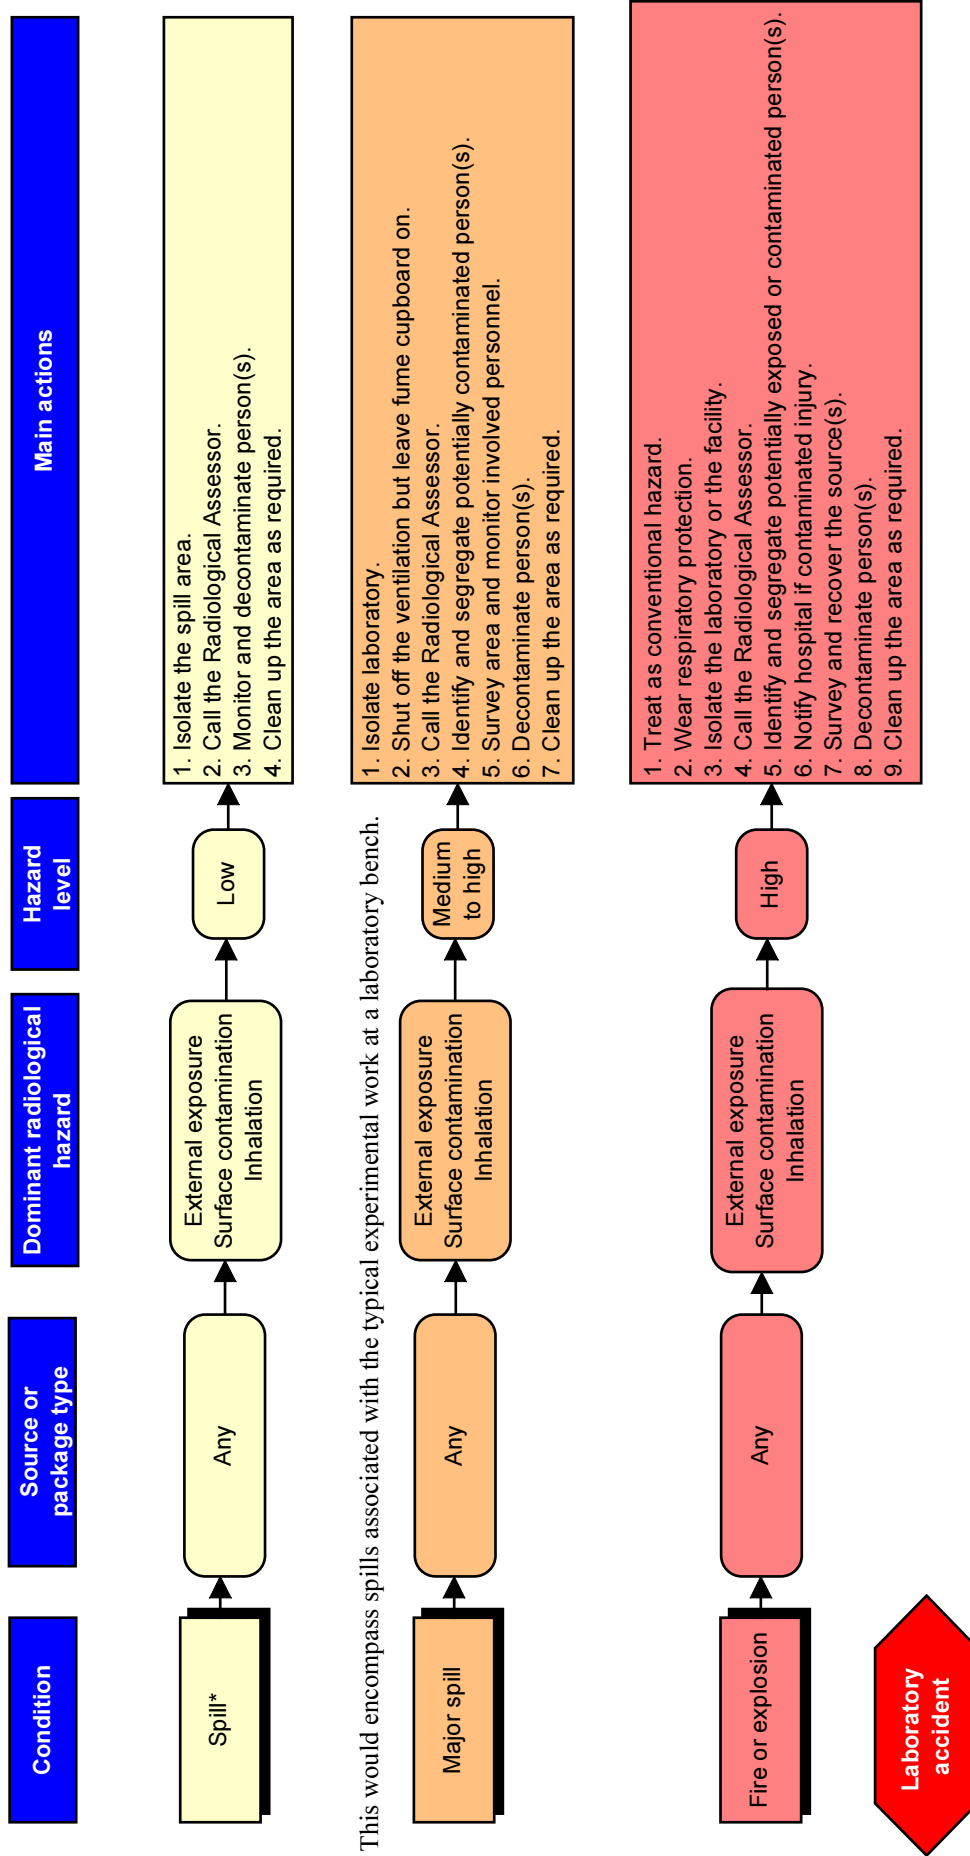 Condition
Source or
package type
Dominant radiological
hazard
Hazard
level
Main actions
Spill*
Any
External exposure
Surface contamination
Inhalation
Low
1. Isolate the spill area.
2. Call the Radiological Assessor.
3. Monitor and decontaminate person(s).
4. Clean up the area as required.
This would encompass spills associated with the typical experimental work at a laboratory bench.
Major spill
Any
External exposure
Surface contamination
Inhalation
Medium
to high
1. Isolate laboratory.
2. Shut off the ventilation but leave fume cupboard on.
3. Call the Radiological Assessor.
4. Identify and segregate potentially contaminated person(s).
5. Survey area and monitor involved personnel.
6. Decontaminate person(s).
7. Clean up the area as required.
Fire or explosion
Any
External exposure
Surface contamination
Inhalation
High
1. Treat as conventional hazard.
2. Wear respiratory protection.
3. Isolate the laboratory or the facility.
4. Call the Radiological Assessor.
5. Identify and segregate potentially exposed or contaminated person(s).
6. Notify hospital if contaminated injury.
7. Survey and recover the source(s).
8. Decontaminate person(s).
9. Clean up the area as required.
Laboratory
accident